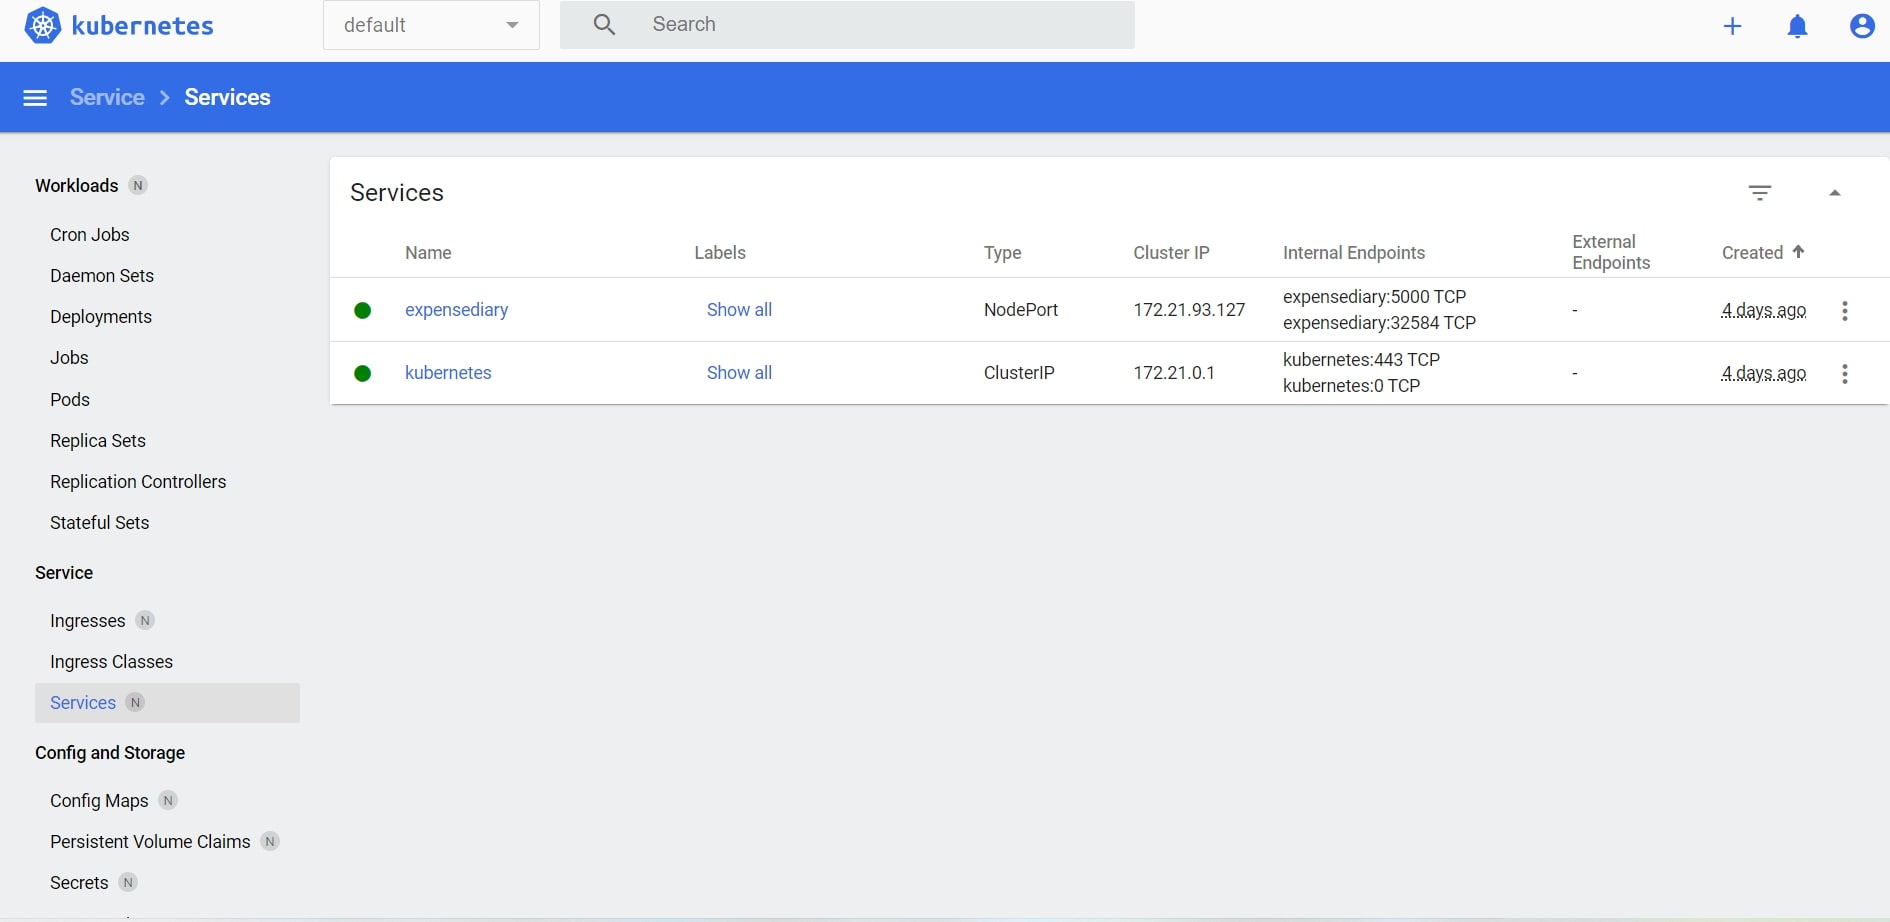 kubernetes
default
Search
Service
Services
Workloads N
Cron Jobs
Daemon Sets
Deployments
Jobs
Pods
Replica Sets
Replication Controllers
Stateful Sets
Service
Ingresses N
Ingress Classes
Services N
Config and Storage
Config Maps N
Persistent Volume Claims N
Secrets N
Services
Name Labels Type Cluster IP Internal Endpoints External Endpoints Created
expensediary Show all NodePort 172.21.93.127 expensediary:5000 TCP - 4 days ago
expensediary:32584 TCP
kubernetes Show all ClusterIP 172.21.0.1 kubernetes:443 TCP - 4 days ago
kubernetes:0 TCP